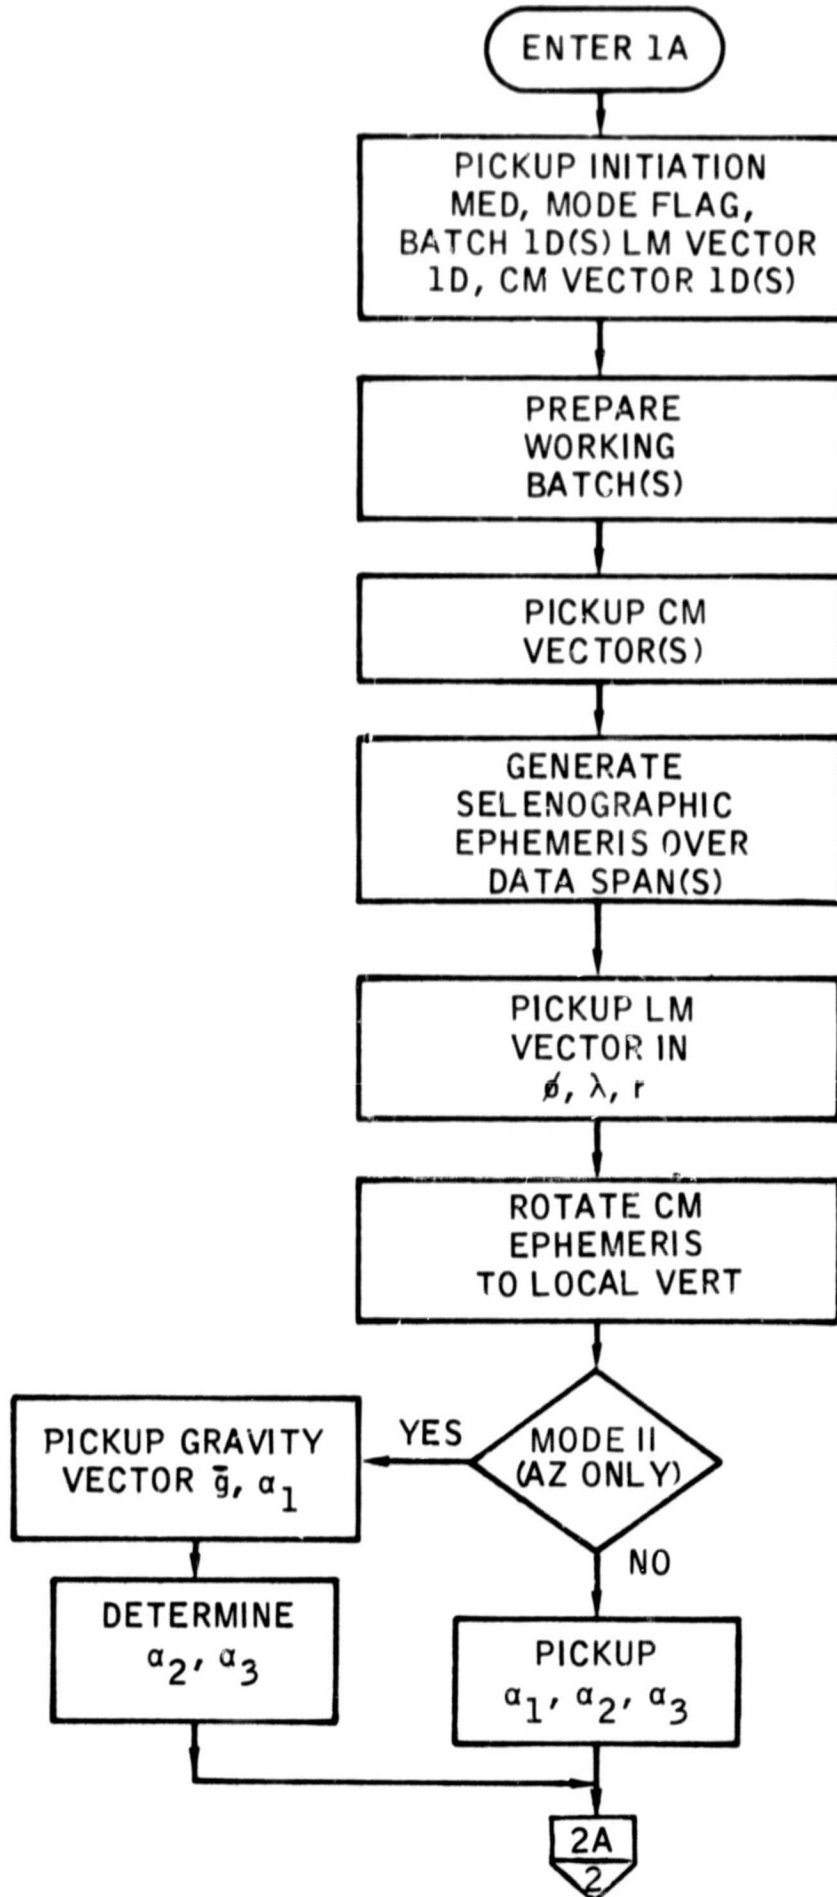 ENTER 1A
PICKUP INITIATION
MED, MODE FLAG,
BATCH 1D(S) LM VECTOR
1D, CM VECTOR 1D(S)
PREPARE
WORKING
BATCH(S)
PICKUP CM
VECTOR(S)
GENERATE
SELENOGRAPHIC
EPHEMERIS OVER
DATA SPAN(S)
PICKUP LM
VECTOR IN
ø, λ, r
ROTATE CM
EPHEMERIS
TO LOCAL VERT
MODE II
(AZ ONLY)
YES
PICKUP GRAVITY
VECTOR g̅, α₁
DETERMINE
α₂, α₃
NO
PICKUP
α₁, α₂, α₃
2A
2